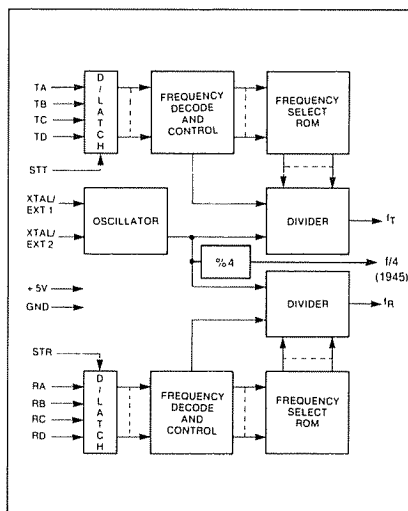 TA
TB
TC
TD
STT
D/LATCH
FREQUENCY
DECODE
AND
CONTROL
FREQUENCY
SELECT
ROM
XTAL/
EXT 1
XTAL/
EXT 2
OSCILLATOR
DIVIDER
fT
%4
f/4
(1945)
+5V
GND
DIVIDER
fR
STR
RA
RB
RC
RD
D/LATCH
FREQUENCY
DECODE
AND
CONTROL
FREQUENCY
SELECT
ROM